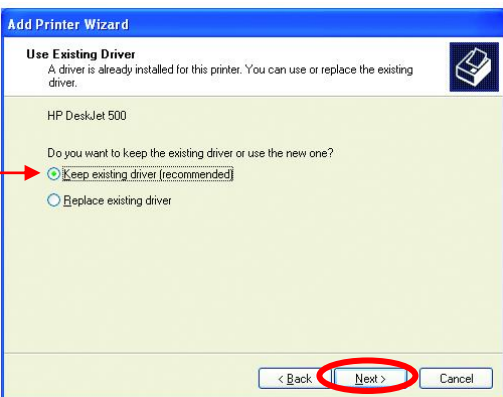 Add Printer Wizard
Use Existing Driver
A driver is already installed for this printer. You can use or replace the existing
driver.
HP DeskJet 500
Do you want to keep the existing driver or use the new one?
Keep existing driver (recommended)
Replace existing driver
< Back
Next >
Cancel